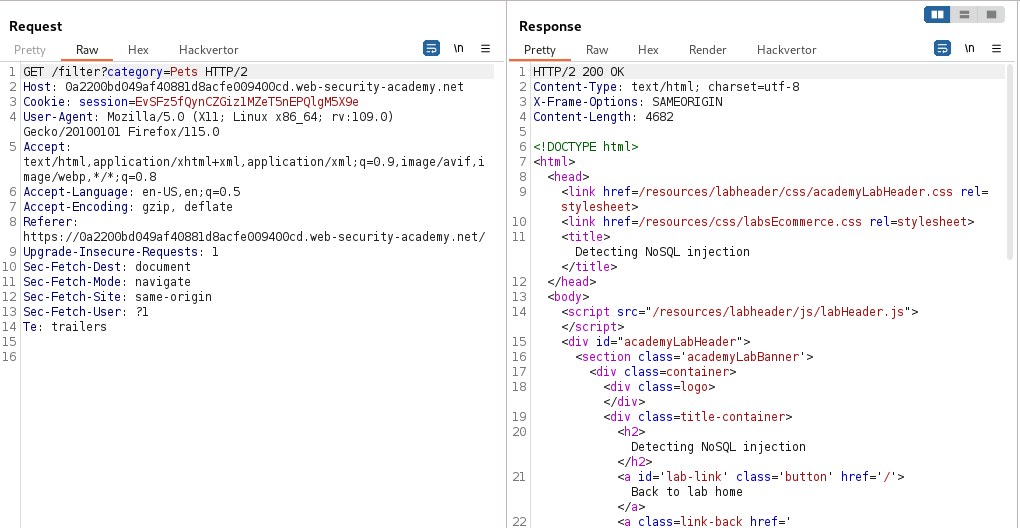 Request
Pretty Raw Hex Hackvertor \n
1 GET /filter?category=Pets HTTP/2
2 Host: 0a2200bd049af40881d8acfe009400cd.web-security-academy.net
3 Cookie: session=EvSFz5fQynCZGizlMZeT5nEPQlgM5X9e
4 User-Agent: Mozilla/5.0 (X11; Linux x86_64; rv:109.0)
Gecko/20100101 Firefox/115.0
5 Accept:
text/html,application/xhtml+xml,application/xml;q=0.9,image/avif,i
mage/webp,*/*;q=0.8
6 Accept-Language: en-US,en;q=0.5
7 Accept-Encoding: gzip, deflate
8 Referer:
https://0a2200bd049af40881d8acfe009400cd.web-security-academy.net/
9 Upgrade-Insecure-Requests: 1
10 Sec-Fetch-Dest: document
11 Sec-Fetch-Mode: navigate
12 Sec-Fetch-Site: same-origin
13 Sec-Fetch-User: ?1
14 Te: trailers
15
16
Response
Pretty Raw Hex Render Hackvertor \n
1 HTTP/2 200 OK
2 Content-Type: text/html; charset=utf-8
3 X-Frame-Options: SAMEORIGIN
4 Content-Length: 4682
5
6 <!DOCTYPE html>
7 <html>
8 <head>
9 <link href=/resources/labheader/css/academyLabHeader.css rel=
stylesheet>
10 <link href=/resources/css/labsEcommerce.css rel=stylesheet>
11 <title>
Detecting NoSQL injection
</title>
12 </head>
13 <body>
14 <script src="/resources/labheader/js/labHeader.js">
</script>
15 <div id="academyLabHeader">
16 <section class='academyLabBanner'>
17 <div class=container>
18 <div class=logo>
</div>
19 <div class=title-container>
20 <h2>
Detecting NoSQL injection
</h2>
21 <a id='lab-link' class='button' href='/'>
Back to lab home
</a>
22 <a class=link-back href='